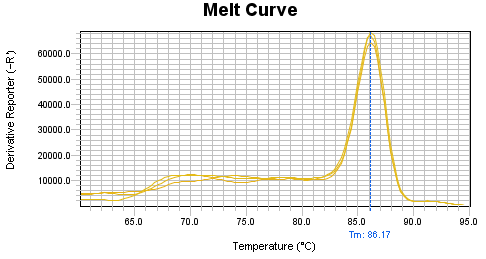 Melt Curve
Derivative Reporter (-R')
60000.0
50000.0
40000.0
30000.0
20000.0
10000.0
65.0 70.0 75.0 80.0 85.0 90.0 95.0
Tm: 86.17
Temperature (°C)